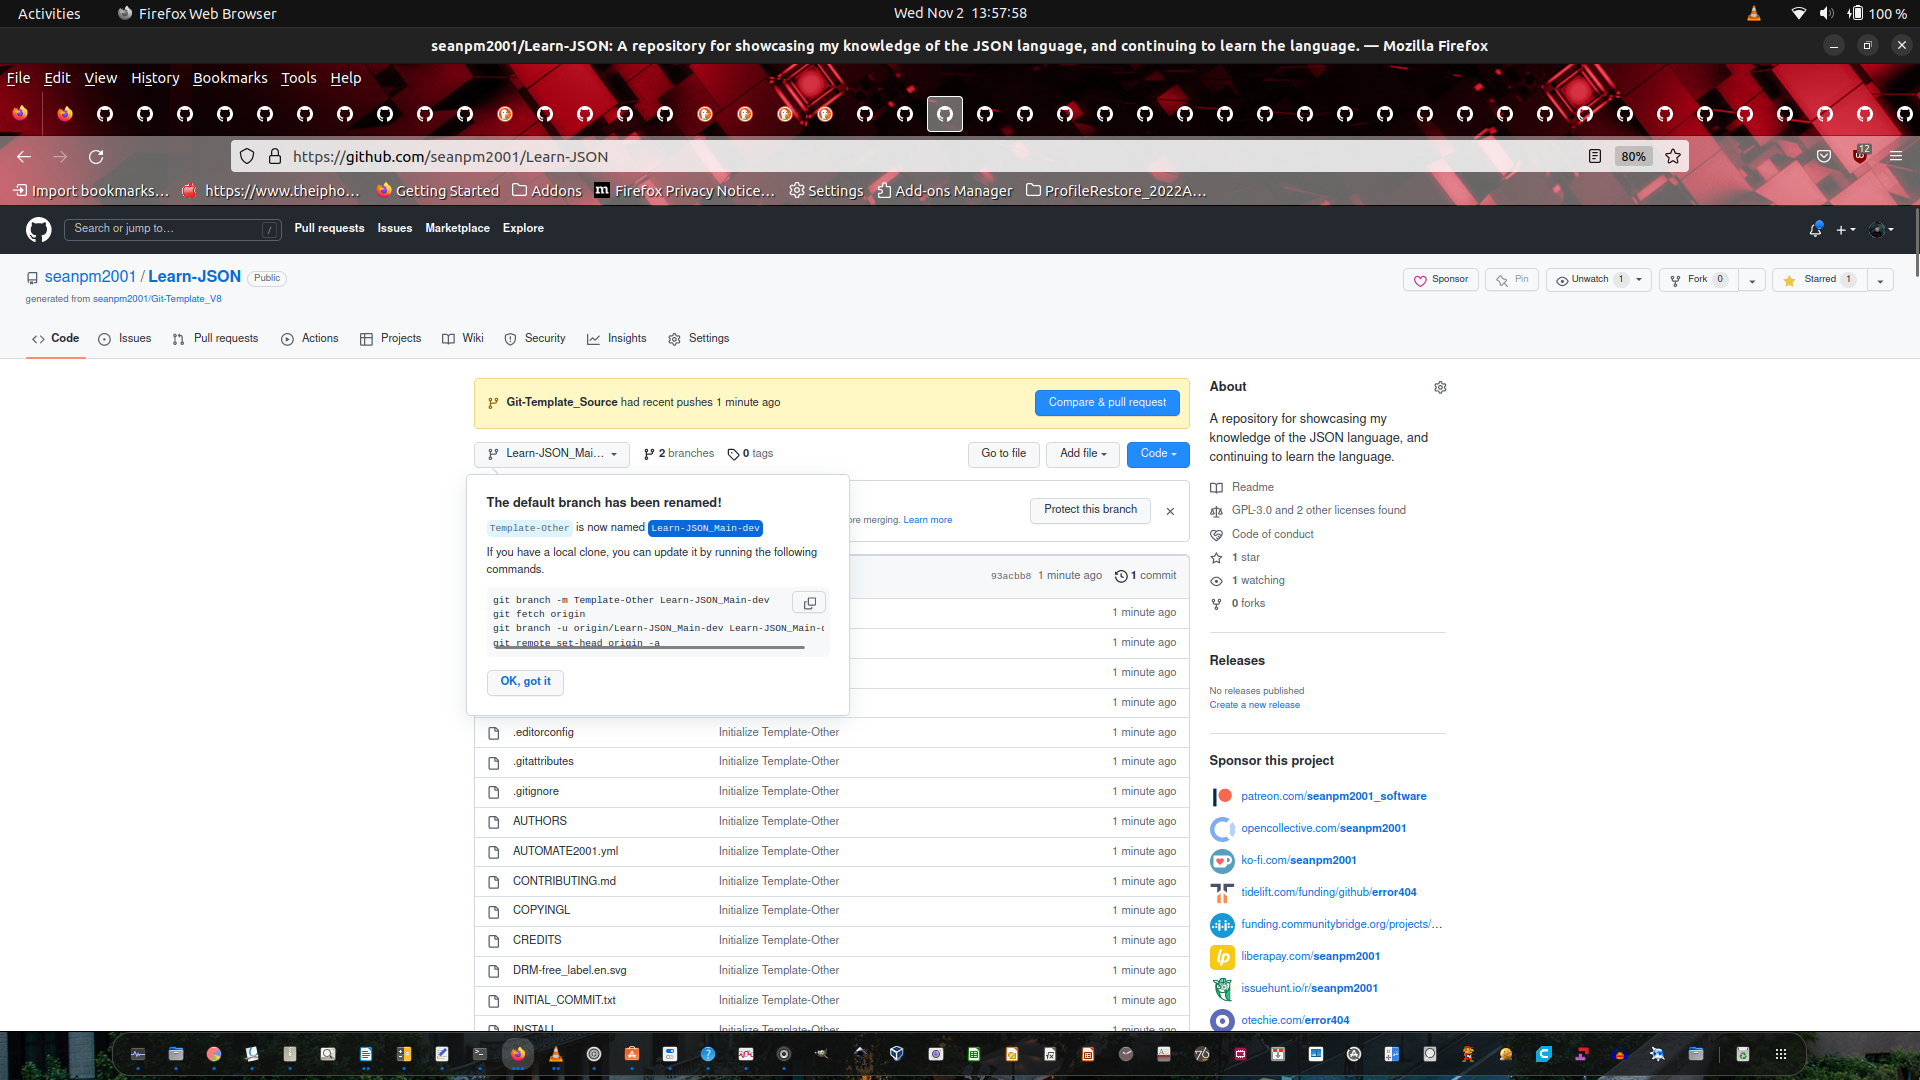 Activities
Firefox Web Browser
Wed Nov 2 13:57:58
100 %
seanpm2001/Learn-JSON: A repository for showcasing my knowledge of the JSON language, and continuing to learn the language. — Mozilla Firefox
File Edit View History Bookmarks Tools Help
https://github.com/seanpm2001/Learn-JSON
80%
12
Import bookmarks…
https://www.theipho…
Getting Started
Addons
Firefox Privacy Notice…
Settings
Add-ons Manager
ProfileRestore_2022A…
Search or jump to…
/
Pull requests
Issues
Marketplace
Explore
seanpm2001 / Learn-JSON
Public
generated from seanpm2001/Git-Template_V8
Sponsor
Pin
Unwatch 1
Fork 0
Starred 1
Code
Issues
Pull requests
Actions
Projects
Wiki
Security
Insights
Settings
Git-Template_Source had recent pushes 1 minute ago
Compare & pull request
Learn-JSON_Mai…
2 branches
0 tags
Go to file
Add file
Code
The default branch has been renamed!
Template-Other is now named Learn-JSON_Main-dev
If you have a local clone, you can update it by running the following
commands.
git branch -m Template-Other Learn-JSON_Main-dev
git fetch origin
git branch -u origin/Learn-JSON_Main-dev Learn-JSON_Main-d
git remote set-head origin -a
OK, got it
ore merging. Learn more
Protect this branch
93acbb8 1 minute ago
1 commit
1 minute ago
1 minute ago
1 minute ago
1 minute ago
.editorconfig Initialize Template-Other 1 minute ago
.gitattributes Initialize Template-Other 1 minute ago
.gitignore Initialize Template-Other 1 minute ago
AUTHORS Initialize Template-Other 1 minute ago
AUTOMATE2001.yml Initialize Template-Other 1 minute ago
CONTRIBUTING.md Initialize Template-Other 1 minute ago
COPYINGL Initialize Template-Other 1 minute ago
CREDITS Initialize Template-Other 1 minute ago
DRM-free_label.en.svg Initialize Template-Other 1 minute ago
INITIAL_COMMIT.txt Initialize Template-Other 1 minute ago
INSTALL Initialize Template-Other 1 minute ago
About
A repository for showcasing my
knowledge of the JSON language, and
continuing to learn the language.
Readme
GPL-3.0 and 2 other licenses found
Code of conduct
1 star
1 watching
0 forks
Releases
No releases published
Create a new release
Sponsor this project
patreon.com/seanpm2001_software
opencollective.com/seanpm2001
ko-fi.com/seanpm2001
tidelift.com/funding/github/error404
funding.communitybridge.org/projects/…
liberapay.com/seanpm2001
issuehunt.io/r/seanpm2001
otechie.com/error404